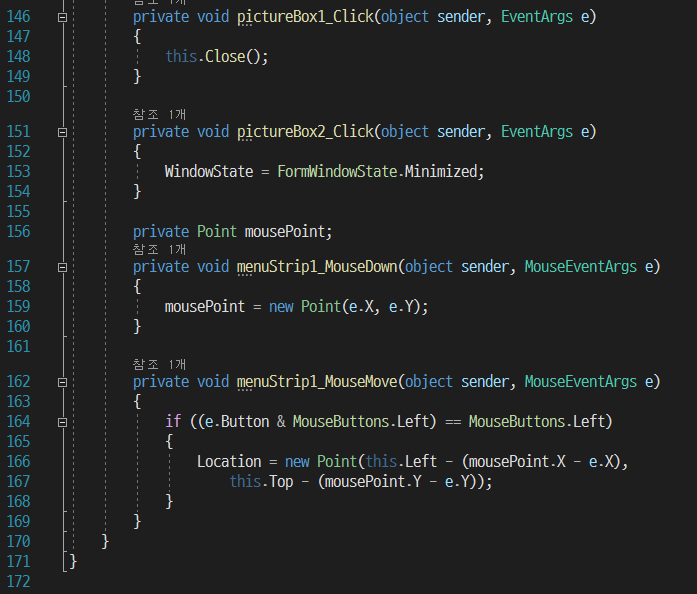 참조 1개
146 private void pictureBox1_Click(object sender, EventArgs e)
147 {
148 this.Close();
149 }
150
참조 1개
151 private void pictureBox2_Click(object sender, EventArgs e)
152 {
153 WindowState = FormWindowState.Minimized;
154 }
155
156 private Point mousePoint;
참조 1개
157 private void menuStrip1_MouseDown(object sender, MouseEventArgs e)
158 {
159 mousePoint = new Point(e.X, e.Y);
160 }
161
참조 1개
162 private void menuStrip1_MouseMove(object sender, MouseEventArgs e)
163 {
164 if ((e.Button & MouseButtons.Left) == MouseButtons.Left)
165 {
166 Location = new Point(this.Left - (mousePoint.X - e.X),
167 this.Top - (mousePoint.Y - e.Y));
168 }
169 }
170 }
171 }
172